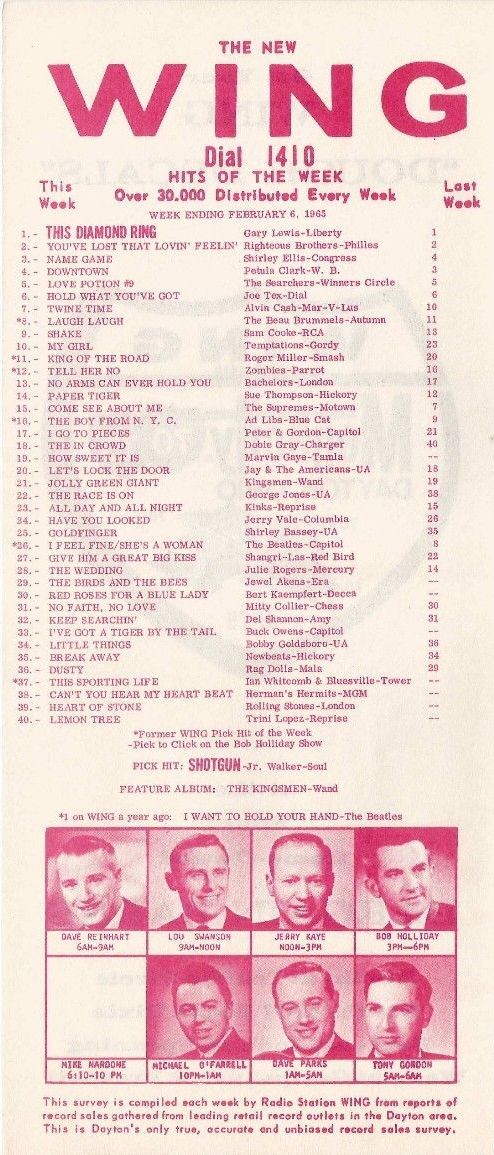 THE NEW
WING
Dial 1410
HITS OF THE WEEK
This Week Over 30.000 Distributed Every Week Last Week
WEEK ENDING FEBRUARY 6, 1965
1. - THIS DIAMOND RING Gary Lewis-Liberty 1
2. - YOU'VE LOST THAT LOVIN' FEELIN' Righteous Brothers-Philles 2
3. - NAME GAME Shirley Ellis-Congress 4
4. - DOWNTOWN Petula Clark-W. B. 3
5. - LOVE POTION #9 The Searchers-Winners Circle 5
6. - HOLD WHAT YOU'VE GOT Joe Tex-Dial 6
7. - TWINE TIME Alvin Cash-Mar-V-Lus 10
*8. - LAUGH LAUGH The Beau Brummels-Autumn 11
9. - SHAKE Sam Cooke-RCA 13
10. - MY GIRL Temptations-Gordy 23
*11. - KING OF THE ROAD Roger Miller-Smash 20
*12. - TELL HER NO Zombies-Parrot 16
13. - NO ARMS CAN EVER HOLD YOU Bachelors-London 17
14. - PAPER TIGER Sue Thompson-Hickory 12
15. - COME SEE ABOUT ME The Supremes-Motown 7
*16. - THE BOY FROM N. Y. C. Ad Libs-Blue Cat 9
17. - I GO TO PIECES Peter & Gordon-Capitol 21
18. - THE IN CROWD Dobie Gray-Charger 40
19. - HOW SWEET IT IS Marvin Gaye-Tamla --
20. - LET'S LOCK THE DOOR Jay & The Americans-UA 18
21. - JOLLY GREEN GIANT Kingsmen-Wand 19
22. - THE RACE IS ON George Jones-UA 38
23. - ALL DAY AND ALL NIGHT Kinks-Reprise 15
24. - HAVE YOU LOOKED Jerry Vale-Columbia 26
25. - GOLDFINGER Shirley Bassey-UA 35
*26. - I FEEL FINE/SHE'S A WOMAN The Beatles-Capitol 8
27. - GIVE HIM A GREAT BIG KISS Shangri-Las-Red Bird 22
28. - THE WEDDING Julie Rogers-Mercury 14
29. - THE BIRDS AND THE BEES Jewel Akens-Era --
30. - RED ROSES FOR A BLUE LADY Bert Kaempfert-Decca --
31. - NO FAITH, NO LOVE Mitty Collier-Chess 30
32. - KEEP SEARCHIN' Del Shannon-Amy 31
33. - I'VE GOT A TIGER BY THE TAIL Buck Owens-Capitol --
34. - LITTLE THINGS Bobby Goldsboro-UA 36
35. - BREAK AWAY Newbeats-Hickory 34
36. - DUSTY Rag Dolls-Mala 29
*37. - THIS SPORTING LIFE Ian Whitcomb & Bluesville-Tower --
38. - CAN'T YOU HEAR MY HEART BEAT Herman's Hermits-MGM --
39. - HEART OF STONE Rolling Stones-London --
40. - LEMON TREE Trini Lopez-Reprise --
*Former WING Pick Hit of the Week
-Pick to Click on the Bob Holliday Show
PICK HIT: SHOTGUN-Jr. Walker-Soul
FEATURE ALBUM: THE KINGSMEN-Wand
*1 on WING a year ago: I WANT TO HOLD YOUR HAND-The Beatles
DAVE REINHART LOU SWANSON JERRY KAYE BOB HOLLIDAY
6AM-9AM 9AM-NOON NOON-3PM 3PM-6PM
MIKE NARDONE MICHAEL O'FARRELL DAVE PARKS TONY GORDON
6:10-10 PM 10PM-1AM 1AM-5AM 5AM-6AM
This survey is compiled each week by Radio Station WING from reports of
record sales gathered from leading retail record outlets in the Dayton area.
This is Dayton's only true, accurate and unbiased record sales survey.